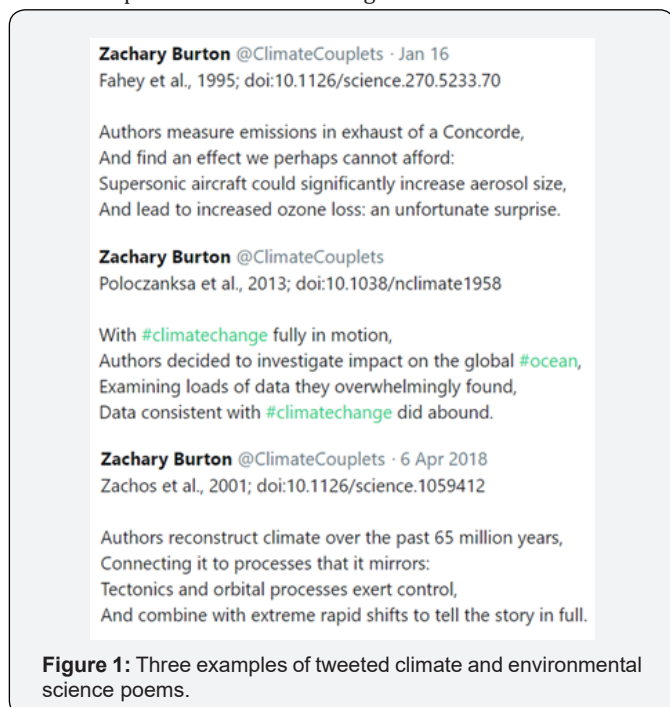 Zachary Burton @ClimateCouplets · Jan 16
Fahey et al., 1995; doi:10.1126/science.270.5233.70
Authors measure emissions in exhaust of a Concorde,
And find an effect we perhaps cannot afford:
Supersonic aircraft could significantly increase aerosol size,
And lead to increased ozone loss: an unfortunate surprise.
Zachary Burton @ClimateCouplets
Poloczanksa et al., 2013; doi:10.1038/nclimate1958
With #climatechange fully in motion,
Authors decided to investigate impact on the global #ocean,
Examining loads of data they overwhelmingly found,
Data consistent with #climatechange did abound.
Zachary Burton @ClimateCouplets · 6 Apr 2018
Zachos et al., 2001; doi:10.1126/science.1059412
Authors reconstruct climate over the past 65 million years,
Connecting it to processes that it mirrors:
Tectonics and orbital processes exert control,
And combine with extreme rapid shifts to tell the story in full.
Figure 1: Three examples of tweeted climate and environmental
science poems.